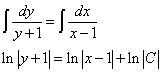 ∫ dy/(y+1) = ∫ dx/(x−1)
ln|y+1| = ln|x−1| + ln|C|